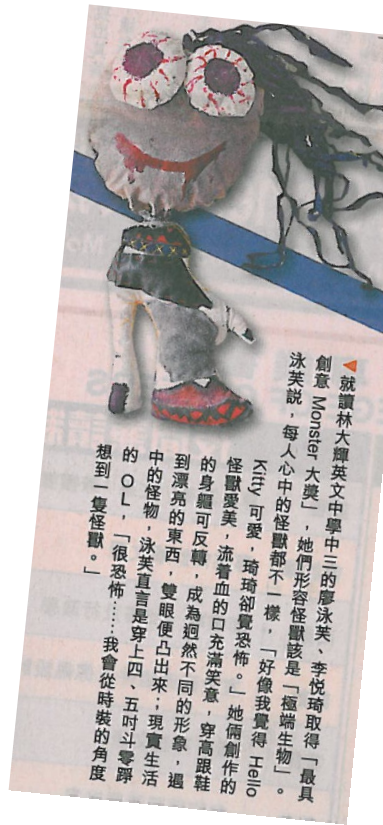 ◀就讀林大輝英文中學中三的廖泳芙、李悅琦取得「最具
創意 Monster 大獎」，她們形容怪獸該是「極端生物」。
泳芙說，每人心中的怪獸都不一樣，「好像我覺得 Hello
Kitty 可愛，琦琦卻覺恐怖。」她倆創作的
怪獸愛美，流着血的口充滿笑意，穿高跟鞋
的身軀可反轉，成為迥然不同的形象，遇
到漂亮的東西，雙眼便凸出來；現實生活
中的怪物，泳芙直言是穿上四、五吋斗零踭
的 OL，「很恐怖……我會從時裝的角度
想到一隻怪獸。」